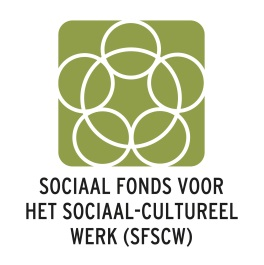 SOCIAAL FONDS VOOR
HET SOCIAAL-CULTUREEL
WERK (SFSCW)